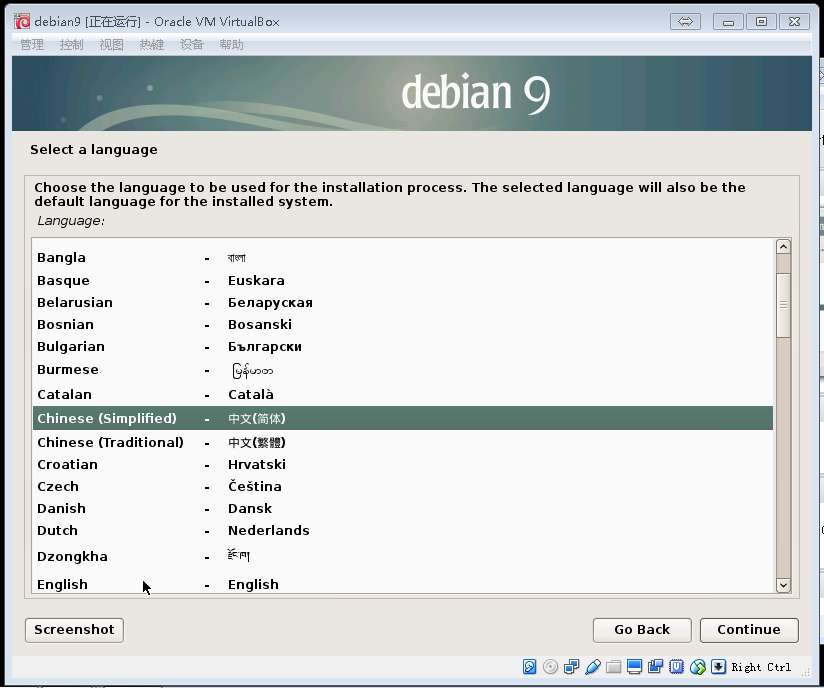 debian9 [正在运行] - Oracle VM VirtualBox
管理 控制 视图 热键 设备 帮助
debian 9
Select a language
Choose the language to be used for the installation process. The selected language will also be the
default language for the installed system.
Language:
Bangla - বাংলা
Basque - Euskara
Belarusian - Беларуская
Bosnian - Bosanski
Bulgarian - Български
Burmese - မြန်မာစာ
Catalan - Català
Chinese (Simplified) - 中文(简体)
Chinese (Traditional) - 中文(繁體)
Croatian - Hrvatski
Czech - Čeština
Danish - Dansk
Dutch - Nederlands
Dzongkha - རྫོང་ཁ།
English - English
Screenshot Go Back Continue
Right Ctrl